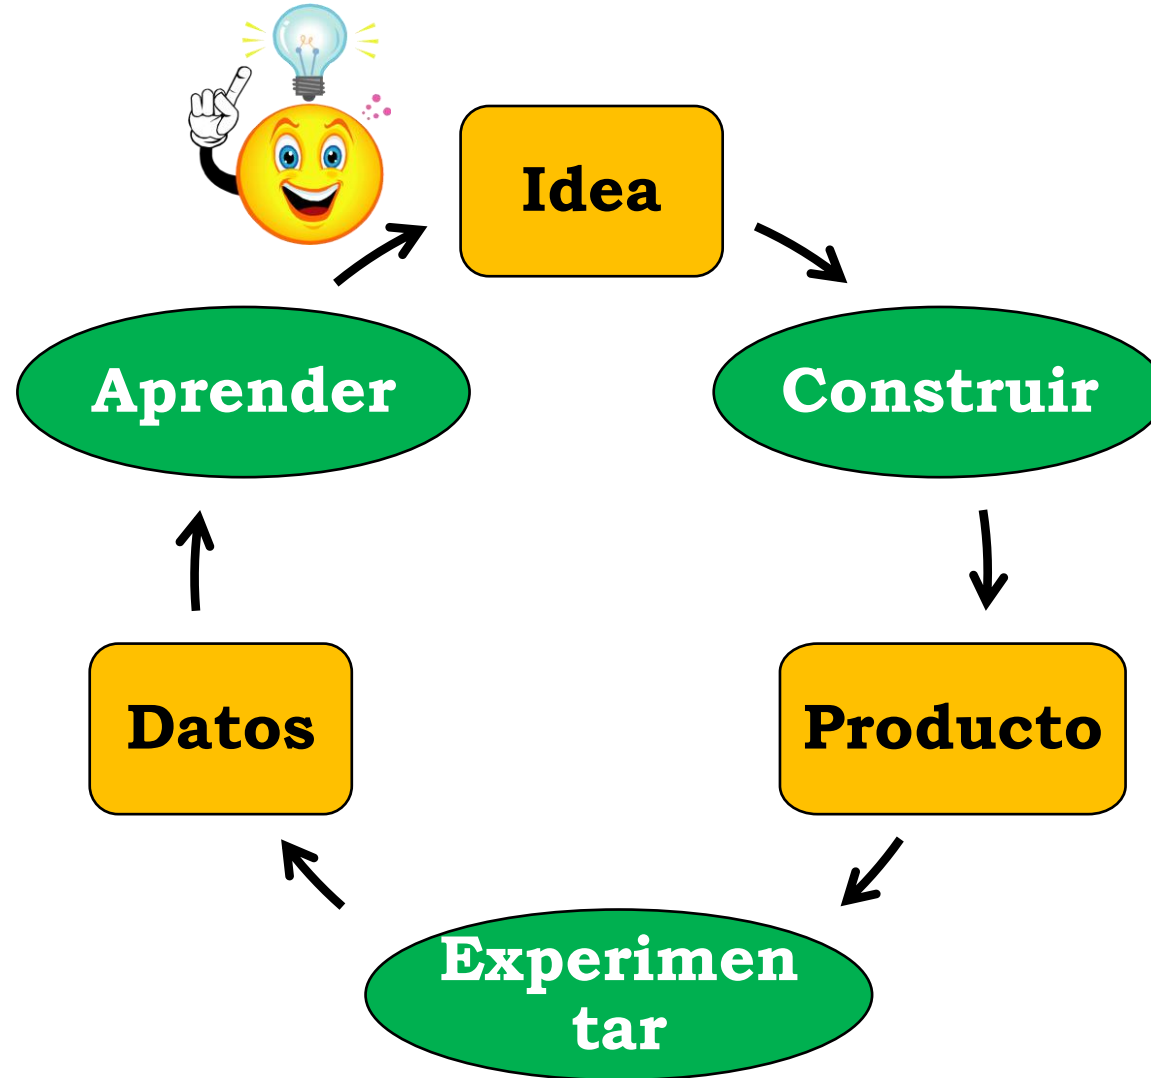 Idea
Aprender
Construir
Datos
Producto
Experimen
tar